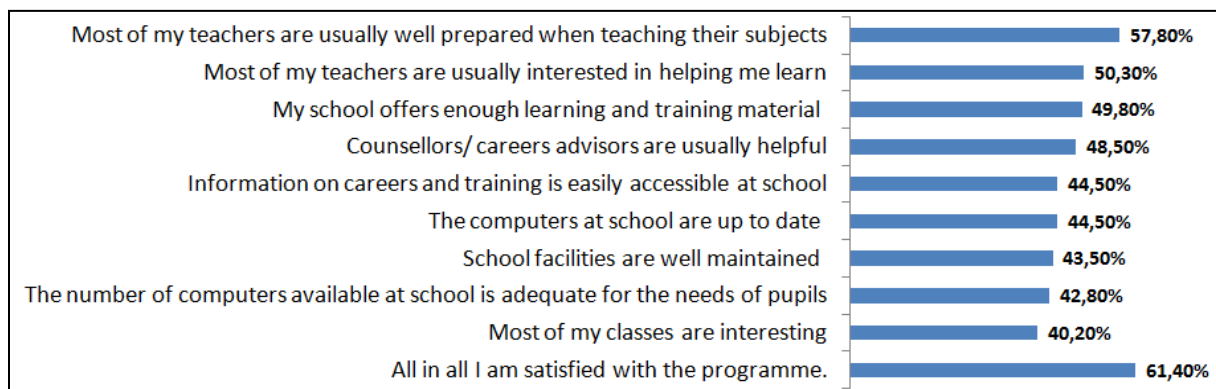 Most of my teachers are usually well prepared when teaching their subjects 57,80%
Most of my teachers are usually interested in helping me learn 50,30%
My school offers enough learning and training material 49,80%
Counsellors/ careers advisors are usually helpful 48,50%
Information on careers and training is easily accessible at school 44,50%
The computers at school are up to date 44,50%
School facilities are well maintained 43,50%
The number of computers available at school is adequate for the needs of pupils 42,80%
Most of my classes are interesting 40,20%
All in all I am satisfied with the programme. 61,40%